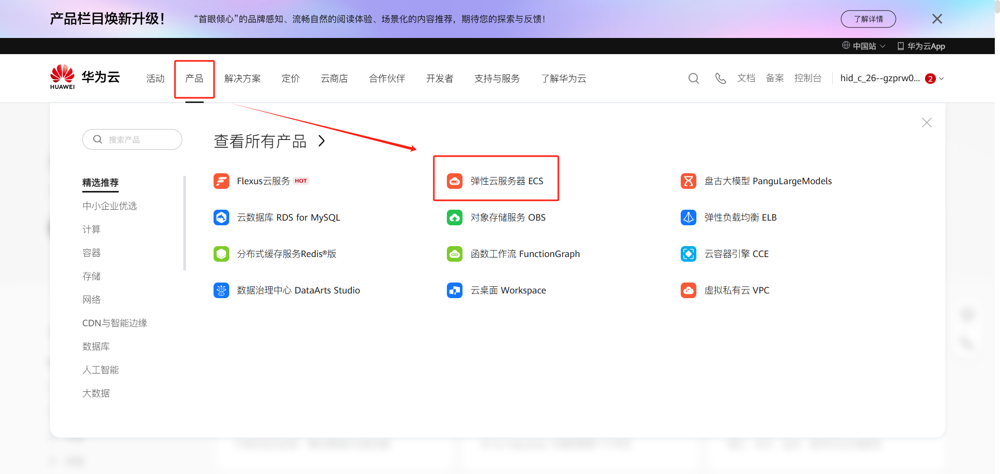 产品栏目焕新升级！
“首眼倾心”的品牌感知、流畅自然的阅读体验、场景化的内容推荐，期待您的探索与反馈！
了解详情
中国站
华为云App
HUAWEI
华为云
活动
产品
解决方案
定价
云商店
合作伙伴
开发者
支持与服务
了解华为云
文档
备案
控制台
hid_c_26--gzprw0...
2
搜索产品
查看所有产品
精选推荐
中小企业优选
计算
容器
存储
网络
CDN与智能边缘
数据库
人工智能
大数据
Flexus云服务 HOT
弹性云服务器 ECS
盘古大模型 PanguLargeModels
云数据库 RDS for MySQL
对象存储服务 OBS
弹性负载均衡 ELB
分布式缓存服务Redis®版
函数工作流 FunctionGraph
云容器引擎 CCE
数据治理中心 DataArts Studio
云桌面 Workspace
虚拟私有云 VPC